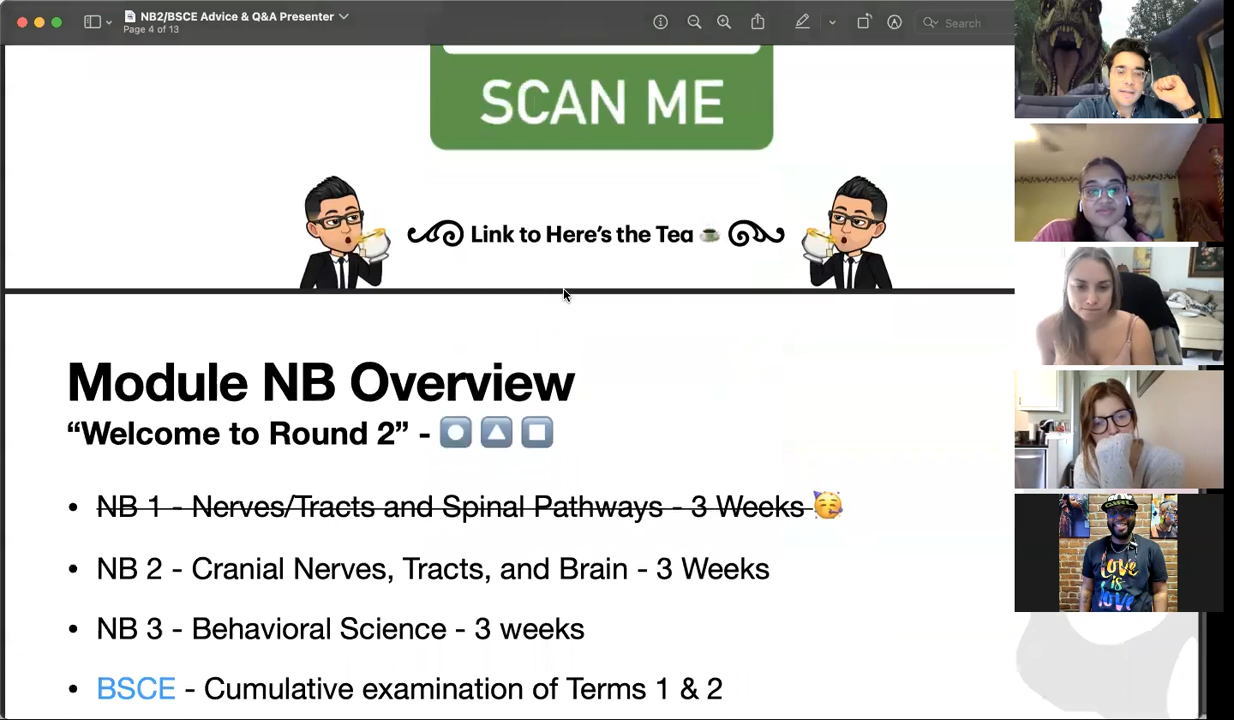 NB2/BSCE Advice & Q&A Presenter
Page 4 of 13
Search
SCAN ME
Link to Here's the Tea ☕
Module NB Overview
“Welcome to Round 2” - ⏺️ 🔼 ⏹️
• NB 1 - Nerves/Tracts and Spinal Pathways - 3 Weeks 🥳
• NB 2 - Cranial Nerves, Tracts, and Brain - 3 Weeks
• NB 3 - Behavioral Science - 3 weeks
• BSCE - Cumulative examination of Terms 1 & 2
LOVE
is
LOVE